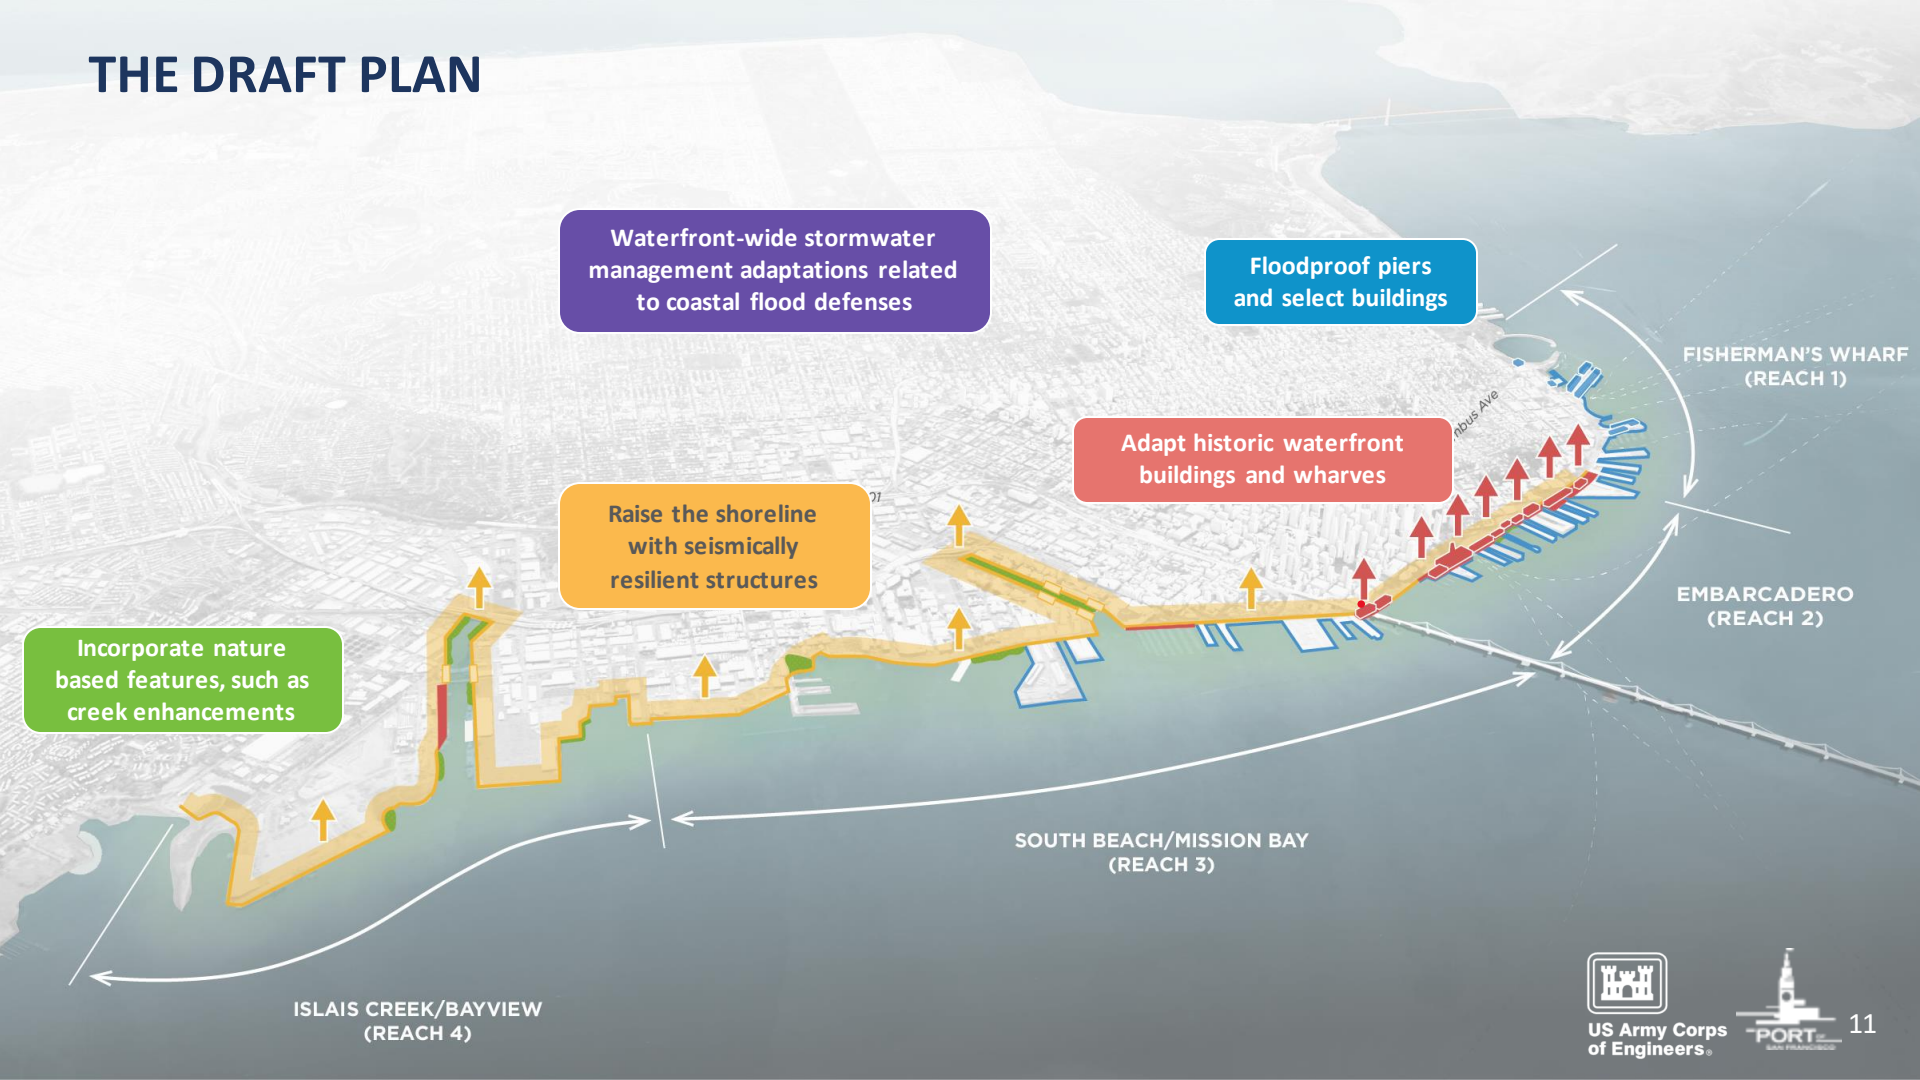 THE DRAFT PLAN
Waterfront-wide stormwater
management adaptations related
to coastal flood defenses
Floodproof piers
and select buildings
FISHERMAN'S WHARF
(REACH 1)
Adapt historic waterfront
buildings and wharves
Raise the shoreline
with seismically
resilient structures
EMBARCADERO
(REACH 2)
Incorporate nature
based features, such as
creek enhancements
SOUTH BEACH/MISSION BAY
(REACH 3)
ISLAIS CREEK/BAYVIEW
(REACH 4)
US Army Corps
of Engineers®
PORT
SAN FRANCISCO
11